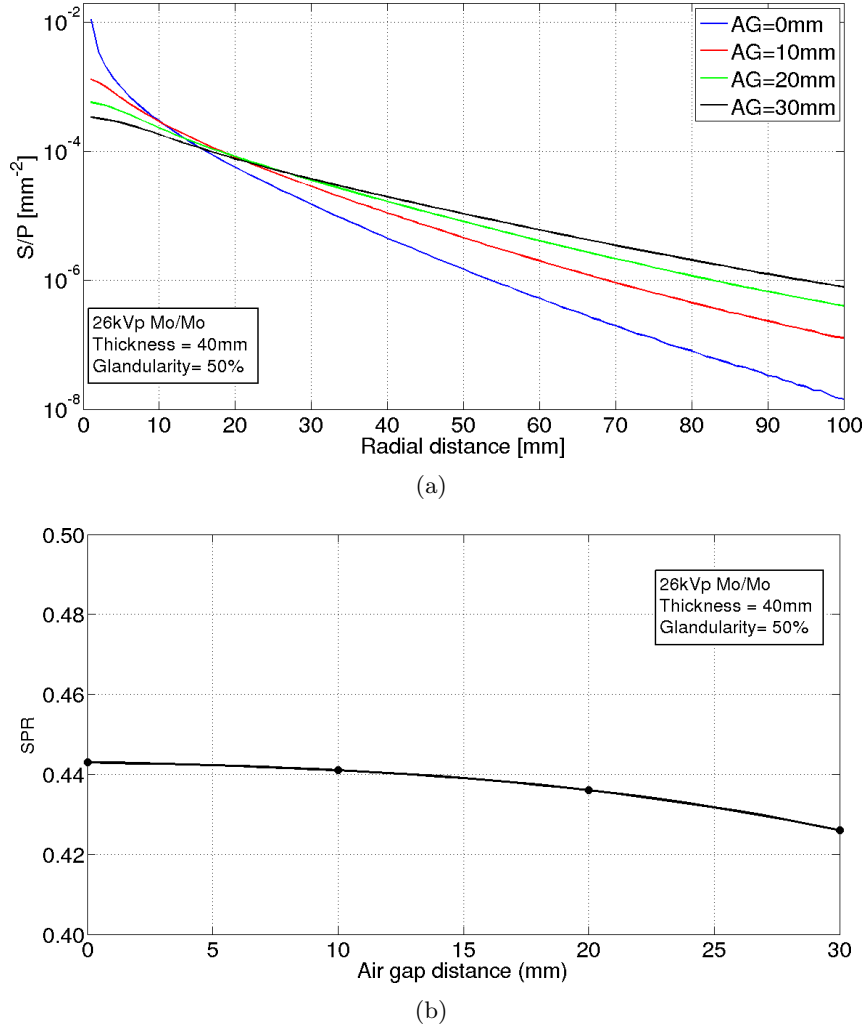 10^-2
10^-4
10^-6
10^-8
S/P [mm^-2]
AG=0mm
AG=10mm
AG=20mm
AG=30mm
26kVp Mo/Mo
Thickness = 40mm
Glandularity= 50%
0 10 20 30 40 50 60 70 80 90 100
Radial distance [mm]
(a)
0.50
0.48
0.46
0.44
0.42
0.40
SPR
26kVp Mo/Mo
Thickness = 40mm
Glandularity= 50%
0 5 10 15 20 25 30
Air gap distance (mm)
(b)